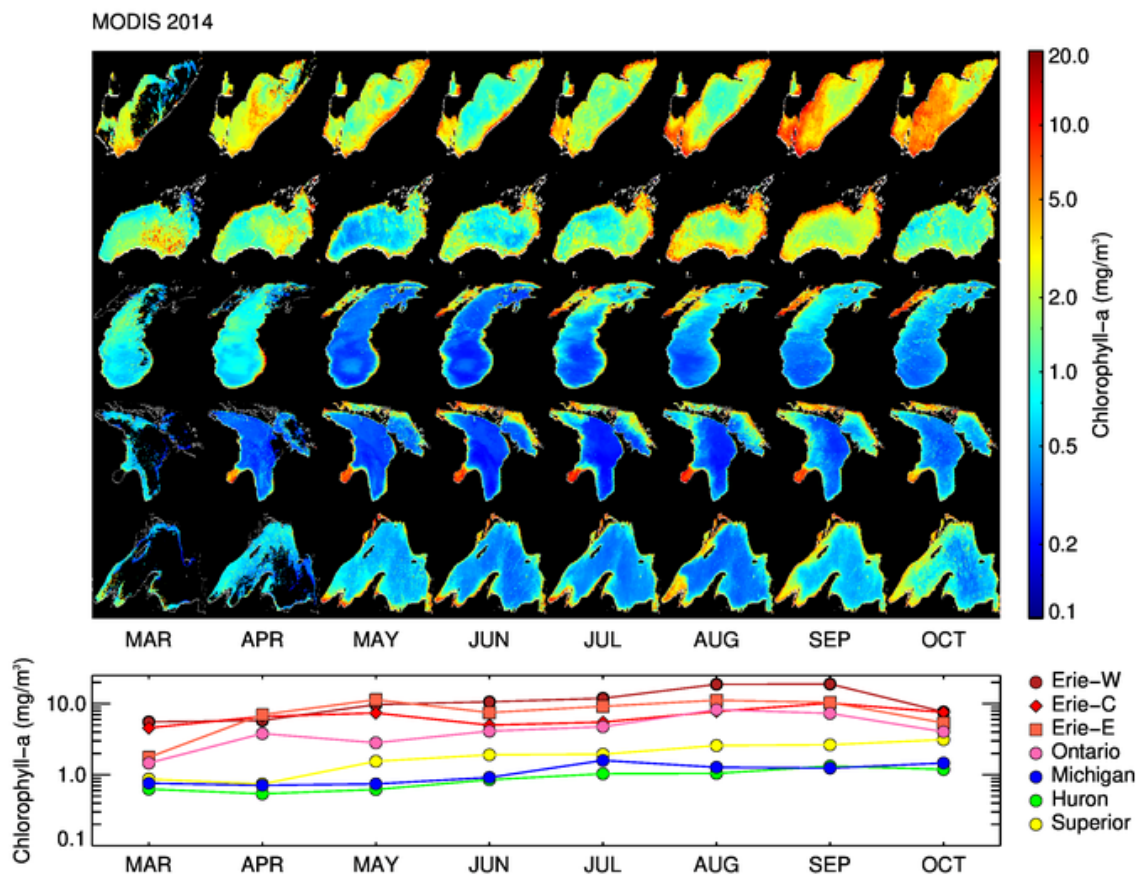 MODIS 2014
20.0
10.0
5.0
2.0
1.0
0.5
0.2
0.1
Chlorophyll-a (mg/m³)
MAR APR MAY JUN JUL AUG SEP OCT
Chlorophyll-a (mg/m³)
10.0
1.0
0.1
MAR APR MAY JUN JUL AUG SEP OCT
Erie-W
Erie-C
Erie-E
Ontario
Michigan
Huron
Superior